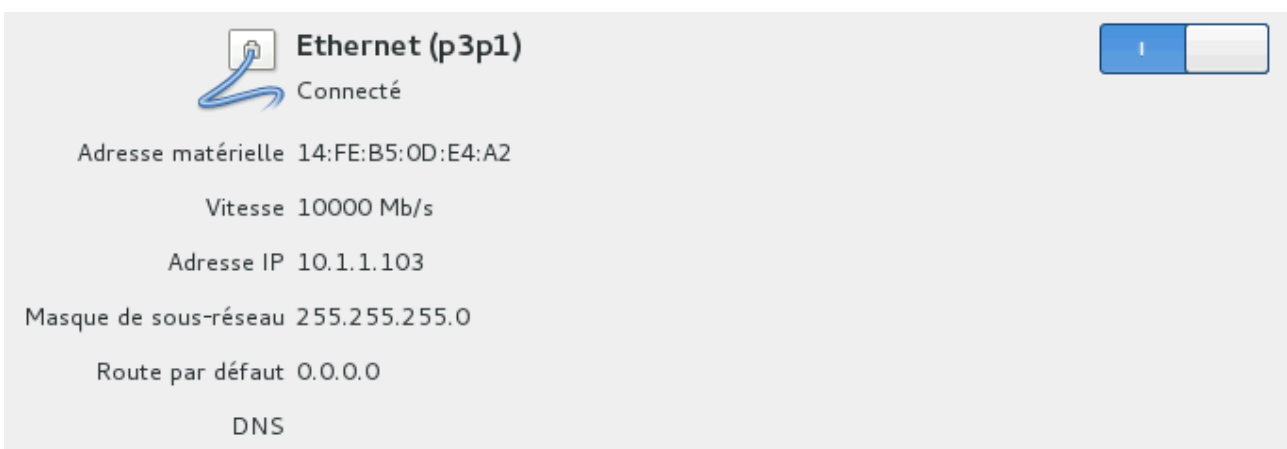 Ethernet (p3p1)
Connecté
Adresse matérielle 14:FE:B5:0D:E4:A2
Vitesse 10000 Mb/s
Adresse IP 10.1.1.103
Masque de sous-réseau 255.255.255.0
Route par défaut 0.0.0.0
DNS